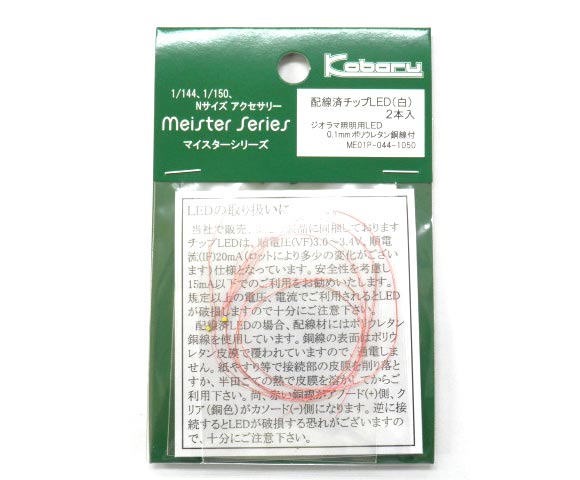 Kobaru
1/144、1/150、
Nサイズ アクセサリー
meister series
マイスターシリーズ
配線済チップLED(白)
2本入
ジオラマ照明用LED
0.1mmポリウレタン銅線付
ME01P-044-1050
LEDの取り扱いに
当社で販売、製品に同梱しております
チップLEDは、順電圧(VF)3.0～3.4V、順電
流(IF)20mA(ロットにより多少の変化がござい
ます)仕様となっています。安全性を考慮し
15mA以下でのご利用をお勧めいたします。
規定以上の電圧、電流でご利用されるとLED
が破損しますので十分にご注意下さい。
配線済LEDの場合、配線材にはポリウレタン
銅線を使用しています。銅線の表面はポリウ
レタン皮膜で覆われていますので、通電しま
せん。紙やすり等で接続部の皮膜を削り落と
すか、半田ごての熱で皮膜を溶かしてからご
利用下さい。尚、赤い銅線がアノード(+)側、ク
リア(銅色)がカソード(-)側になります。逆に接
続するとLEDが破損する恐れがございますの
で、十分にご注意下さい。